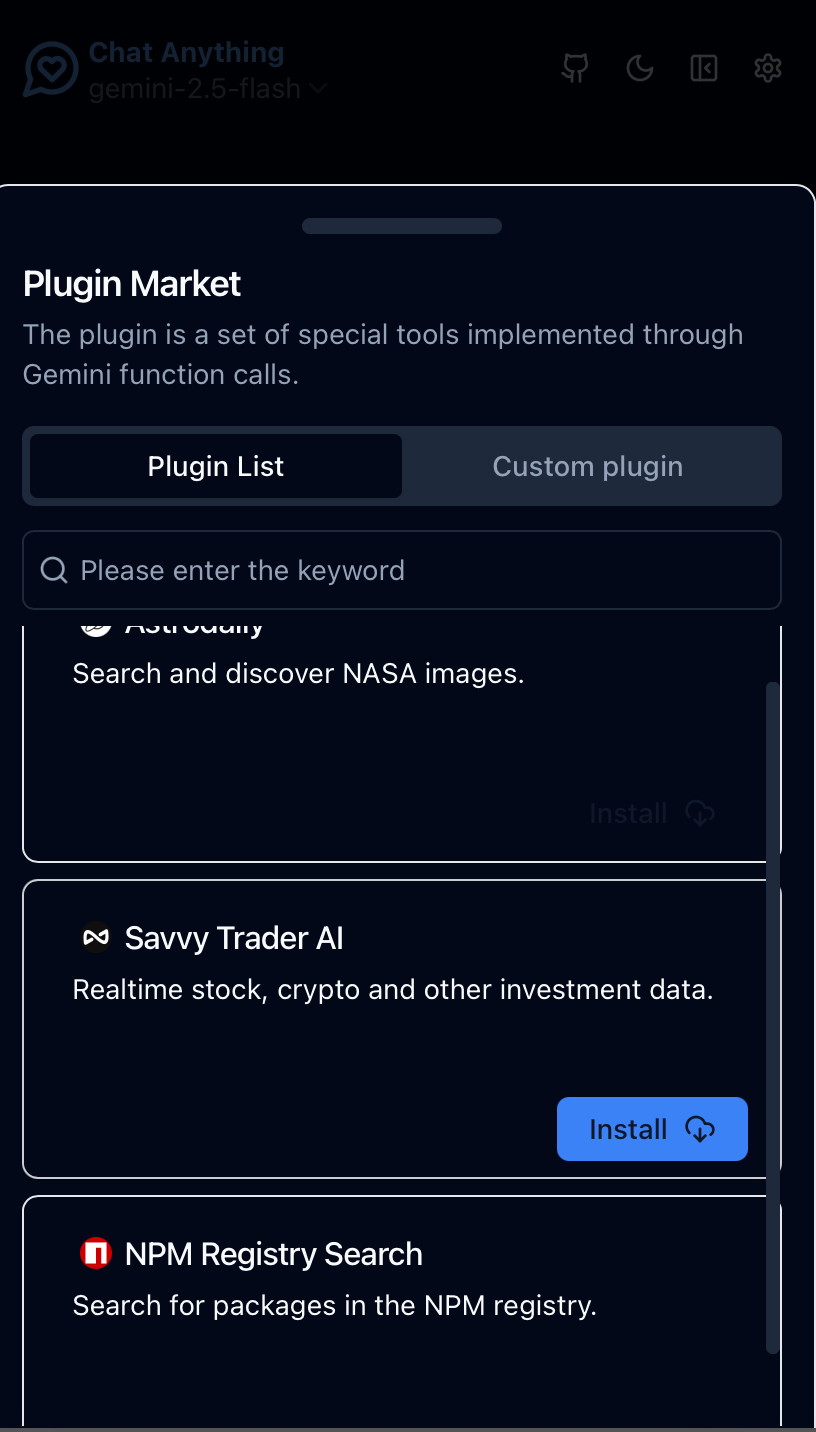 Chat Anything
gemini-2.5-flash
Plugin Market
The plugin is a set of special tools implemented through
Gemini function calls.
Plugin List
Custom plugin
Please enter the keyword
Astrodaily
Search and discover NASA images.
Install
Savvy Trader AI
Realtime stock, crypto and other investment data.
Install
NPM Registry Search
Search for packages in the NPM registry.